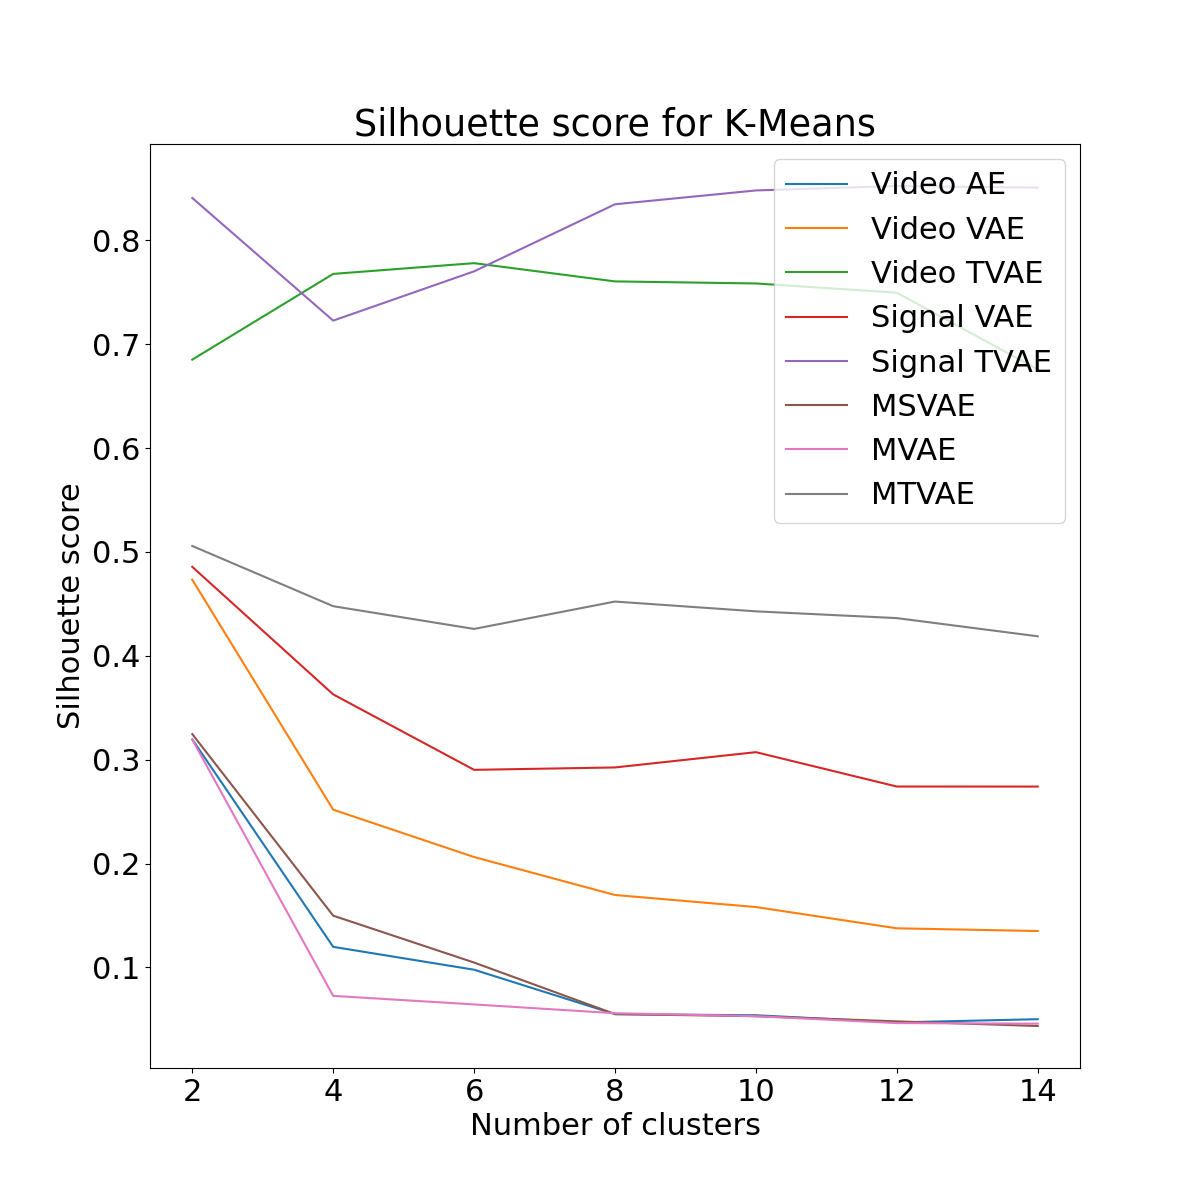 Silhouette score for K-Means
Silhouette score
0.8
0.7
0.6
0.5
0.4
0.3
0.2
0.1
Video AE
Video VAE
Video TVAE
Signal VAE
Signal TVAE
MSVAE
MVAE
MTVAE
2 4 6 8 10 12 14
Number of clusters